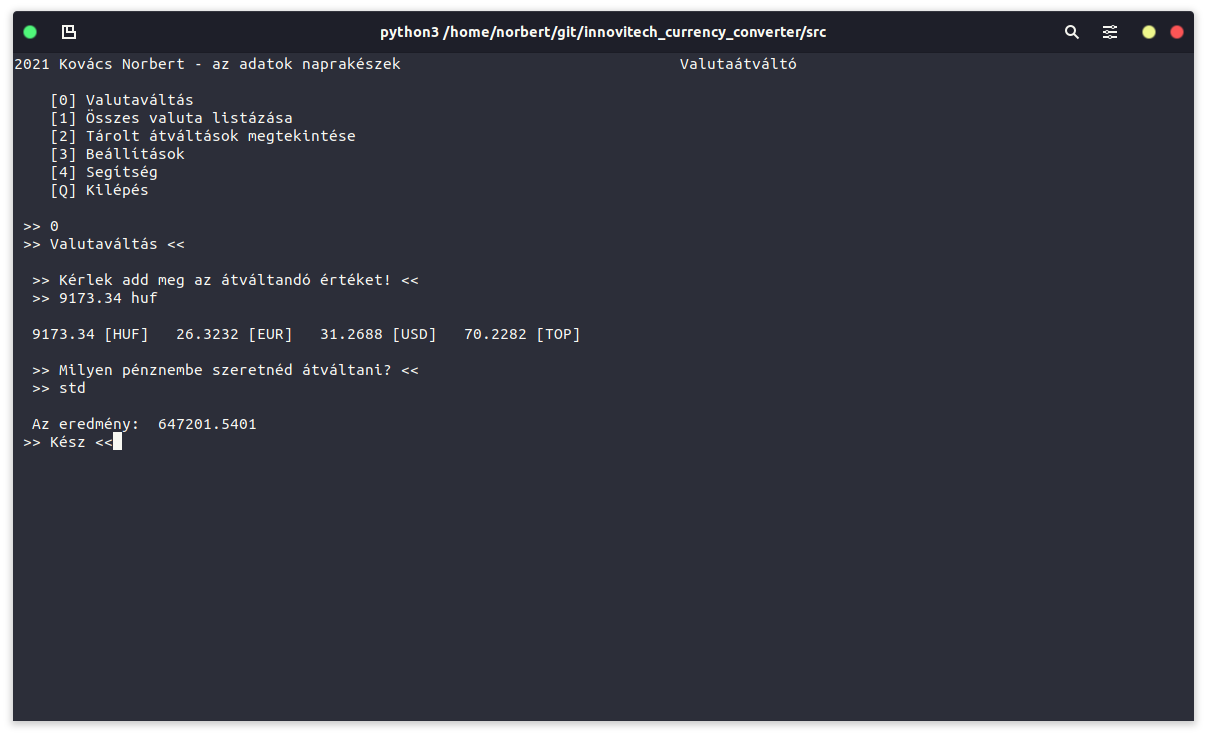 python3 /home/norbert/git/innovitech_currency_converter/src
2021 Kovács Norbert - az adatok naprakészek Valutaátváltó
[0] Valutaváltás
[1] Összes valuta listázása
[2] Tárolt átváltások megtekintése
[3] Beállítások
[4] Segítség
[Q] Kilépés
>> 0
>> Valutaváltás <<
>> Kérlek add meg az átváltandó értéket! <<
>> 9173.34 huf
9173.34 [HUF] 26.3232 [EUR] 31.2688 [USD] 70.2282 [TOP]
>> Milyen pénznembe szeretnéd átváltani? <<
>> std
Az eredmény: 647201.5401
>> Kész <<